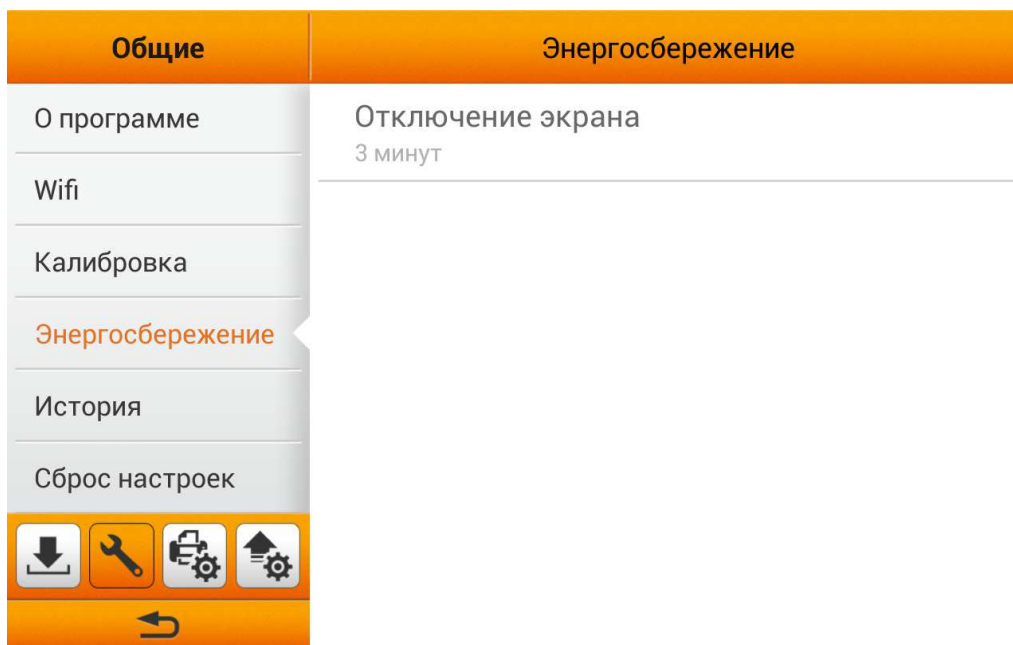 Общие
Энергосбережение
О программе
Wifi
Калибровка
Энергосбережение
История
Сброс настроек
Отключение экрана
3 минут